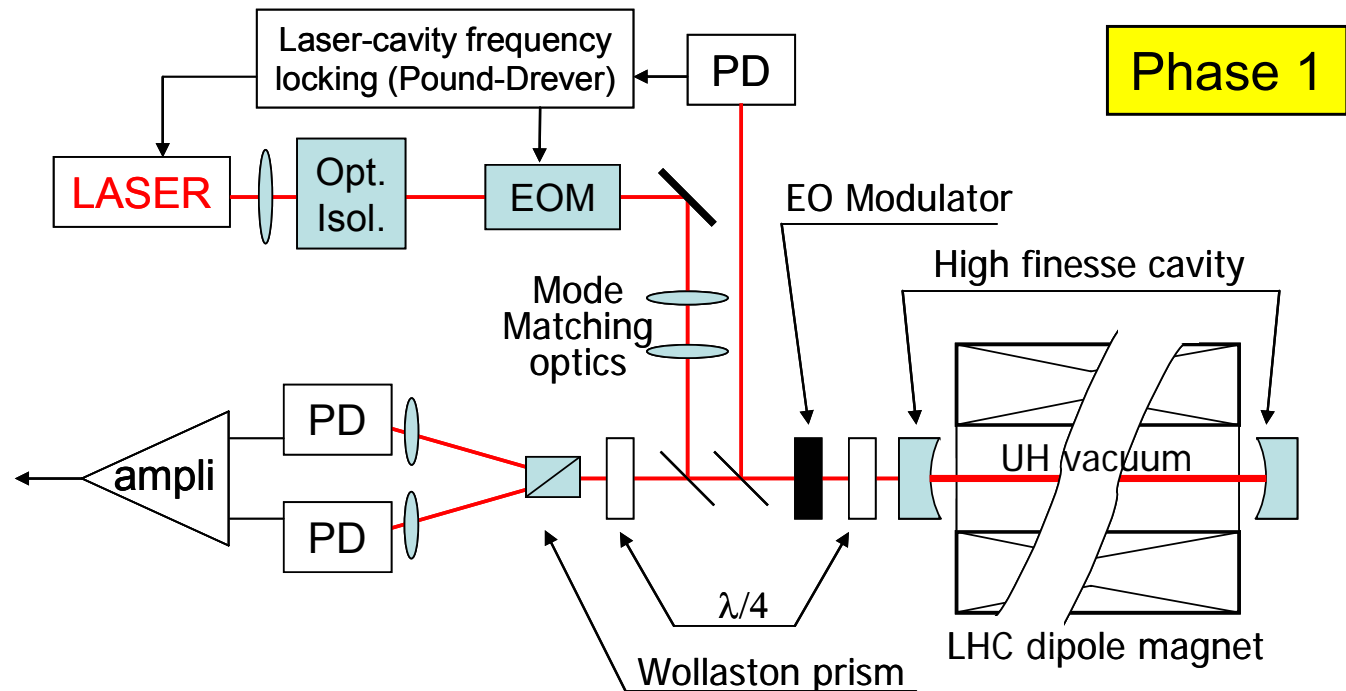 Laser-cavity frequency
locking (Pound-Drever)
PD
Phase 1
LASER
Opt.
Isol.
EOM
EO Modulator
High finesse cavity
Mode
Matching
optics
PD
ampli
UH vacuum
PD
λ/4
LHC dipole magnet
Wollaston prism